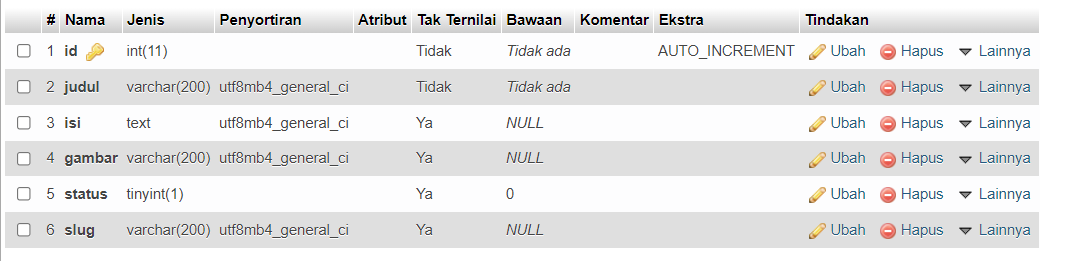 # Nama Jenis Penyortiran Atribut Tak Ternilai Bawaan Komentar Ekstra Tindakan
1 id int(11) Tidak Tidak ada AUTO_INCREMENT Ubah Hapus Lainnya
2 judul varchar(200) utf8mb4_general_ci Tidak Tidak ada Ubah Hapus Lainnya
3 isi text utf8mb4_general_ci Ya NULL Ubah Hapus Lainnya
4 gambar varchar(200) utf8mb4_general_ci Ya NULL Ubah Hapus Lainnya
5 status tinyint(1) Ya 0 Ubah Hapus Lainnya
6 slug varchar(200) utf8mb4_general_ci Ya NULL Ubah Hapus Lainnya